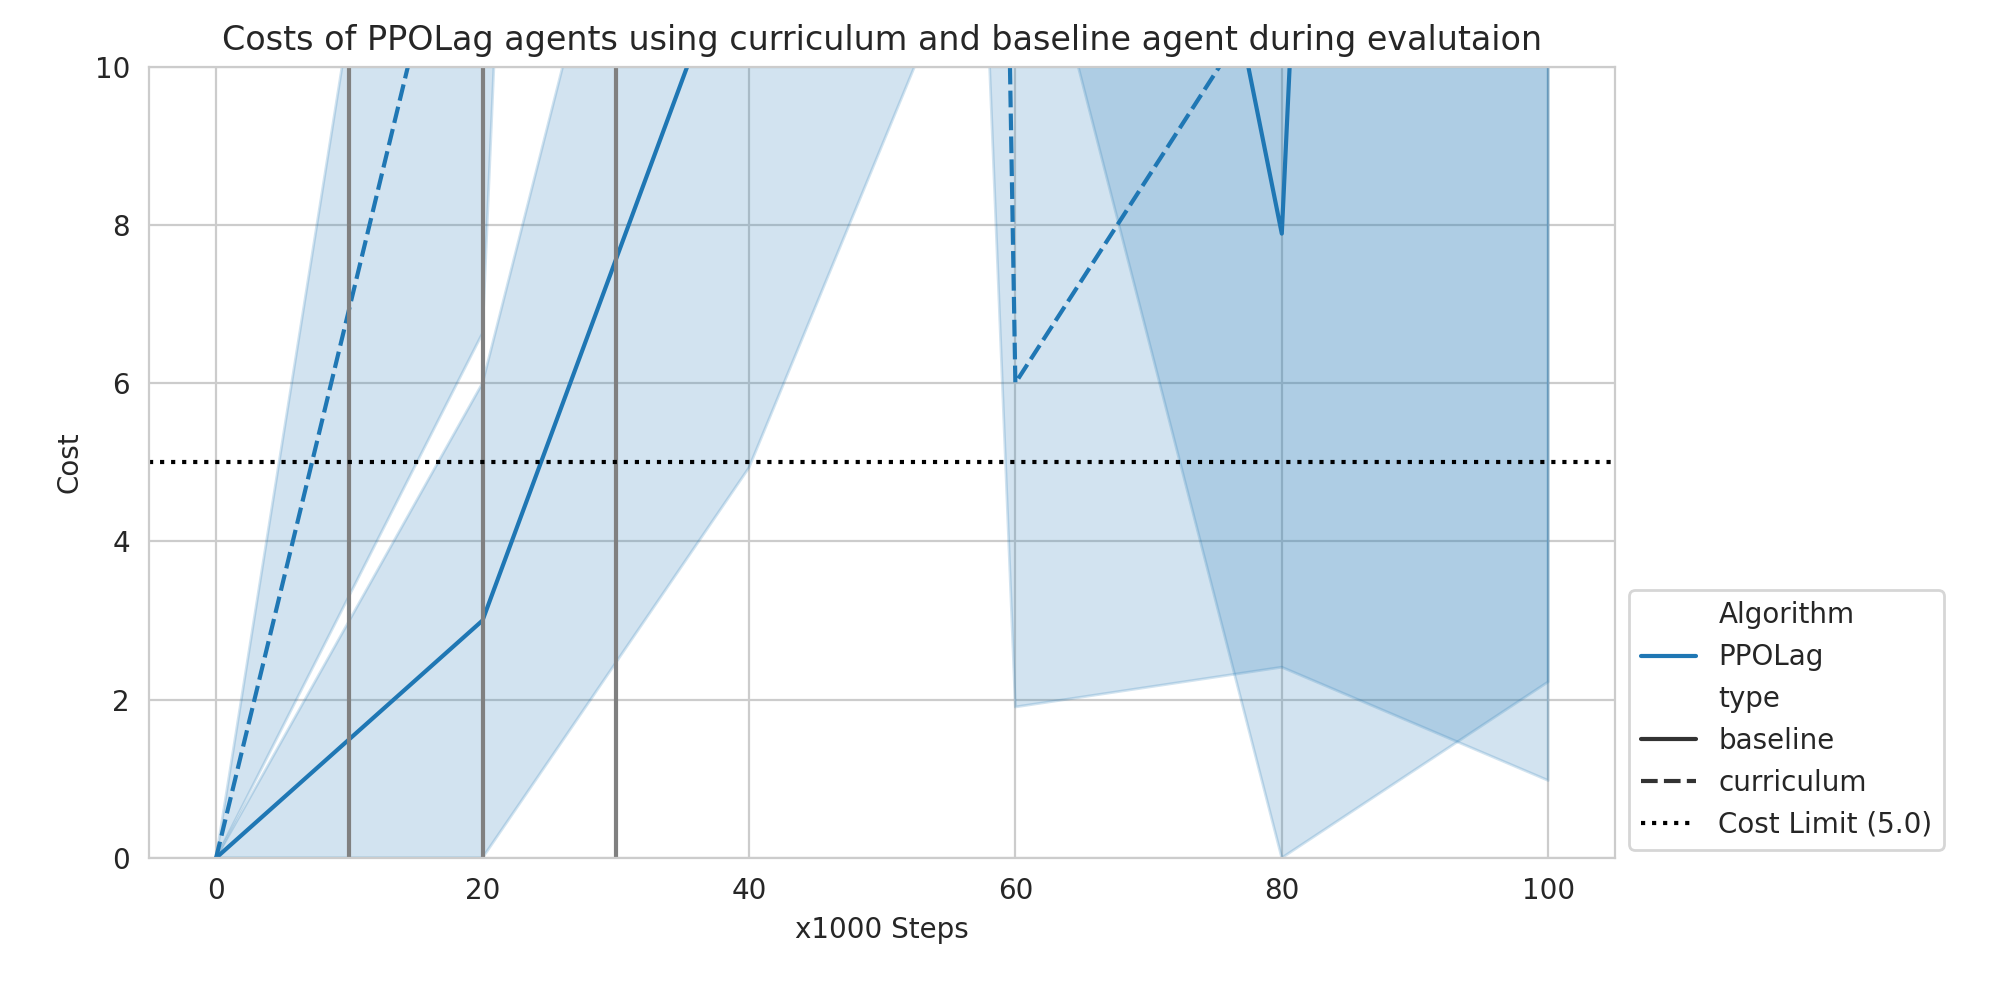 Costs of PPOLag agents using curriculum and baseline agent during evalutaion
10
8
6
4
2
0
Cost
0 20 40 60 80 100
x1000 Steps
Algorithm
PPOLag
type
baseline
curriculum
Cost Limit (5.0)